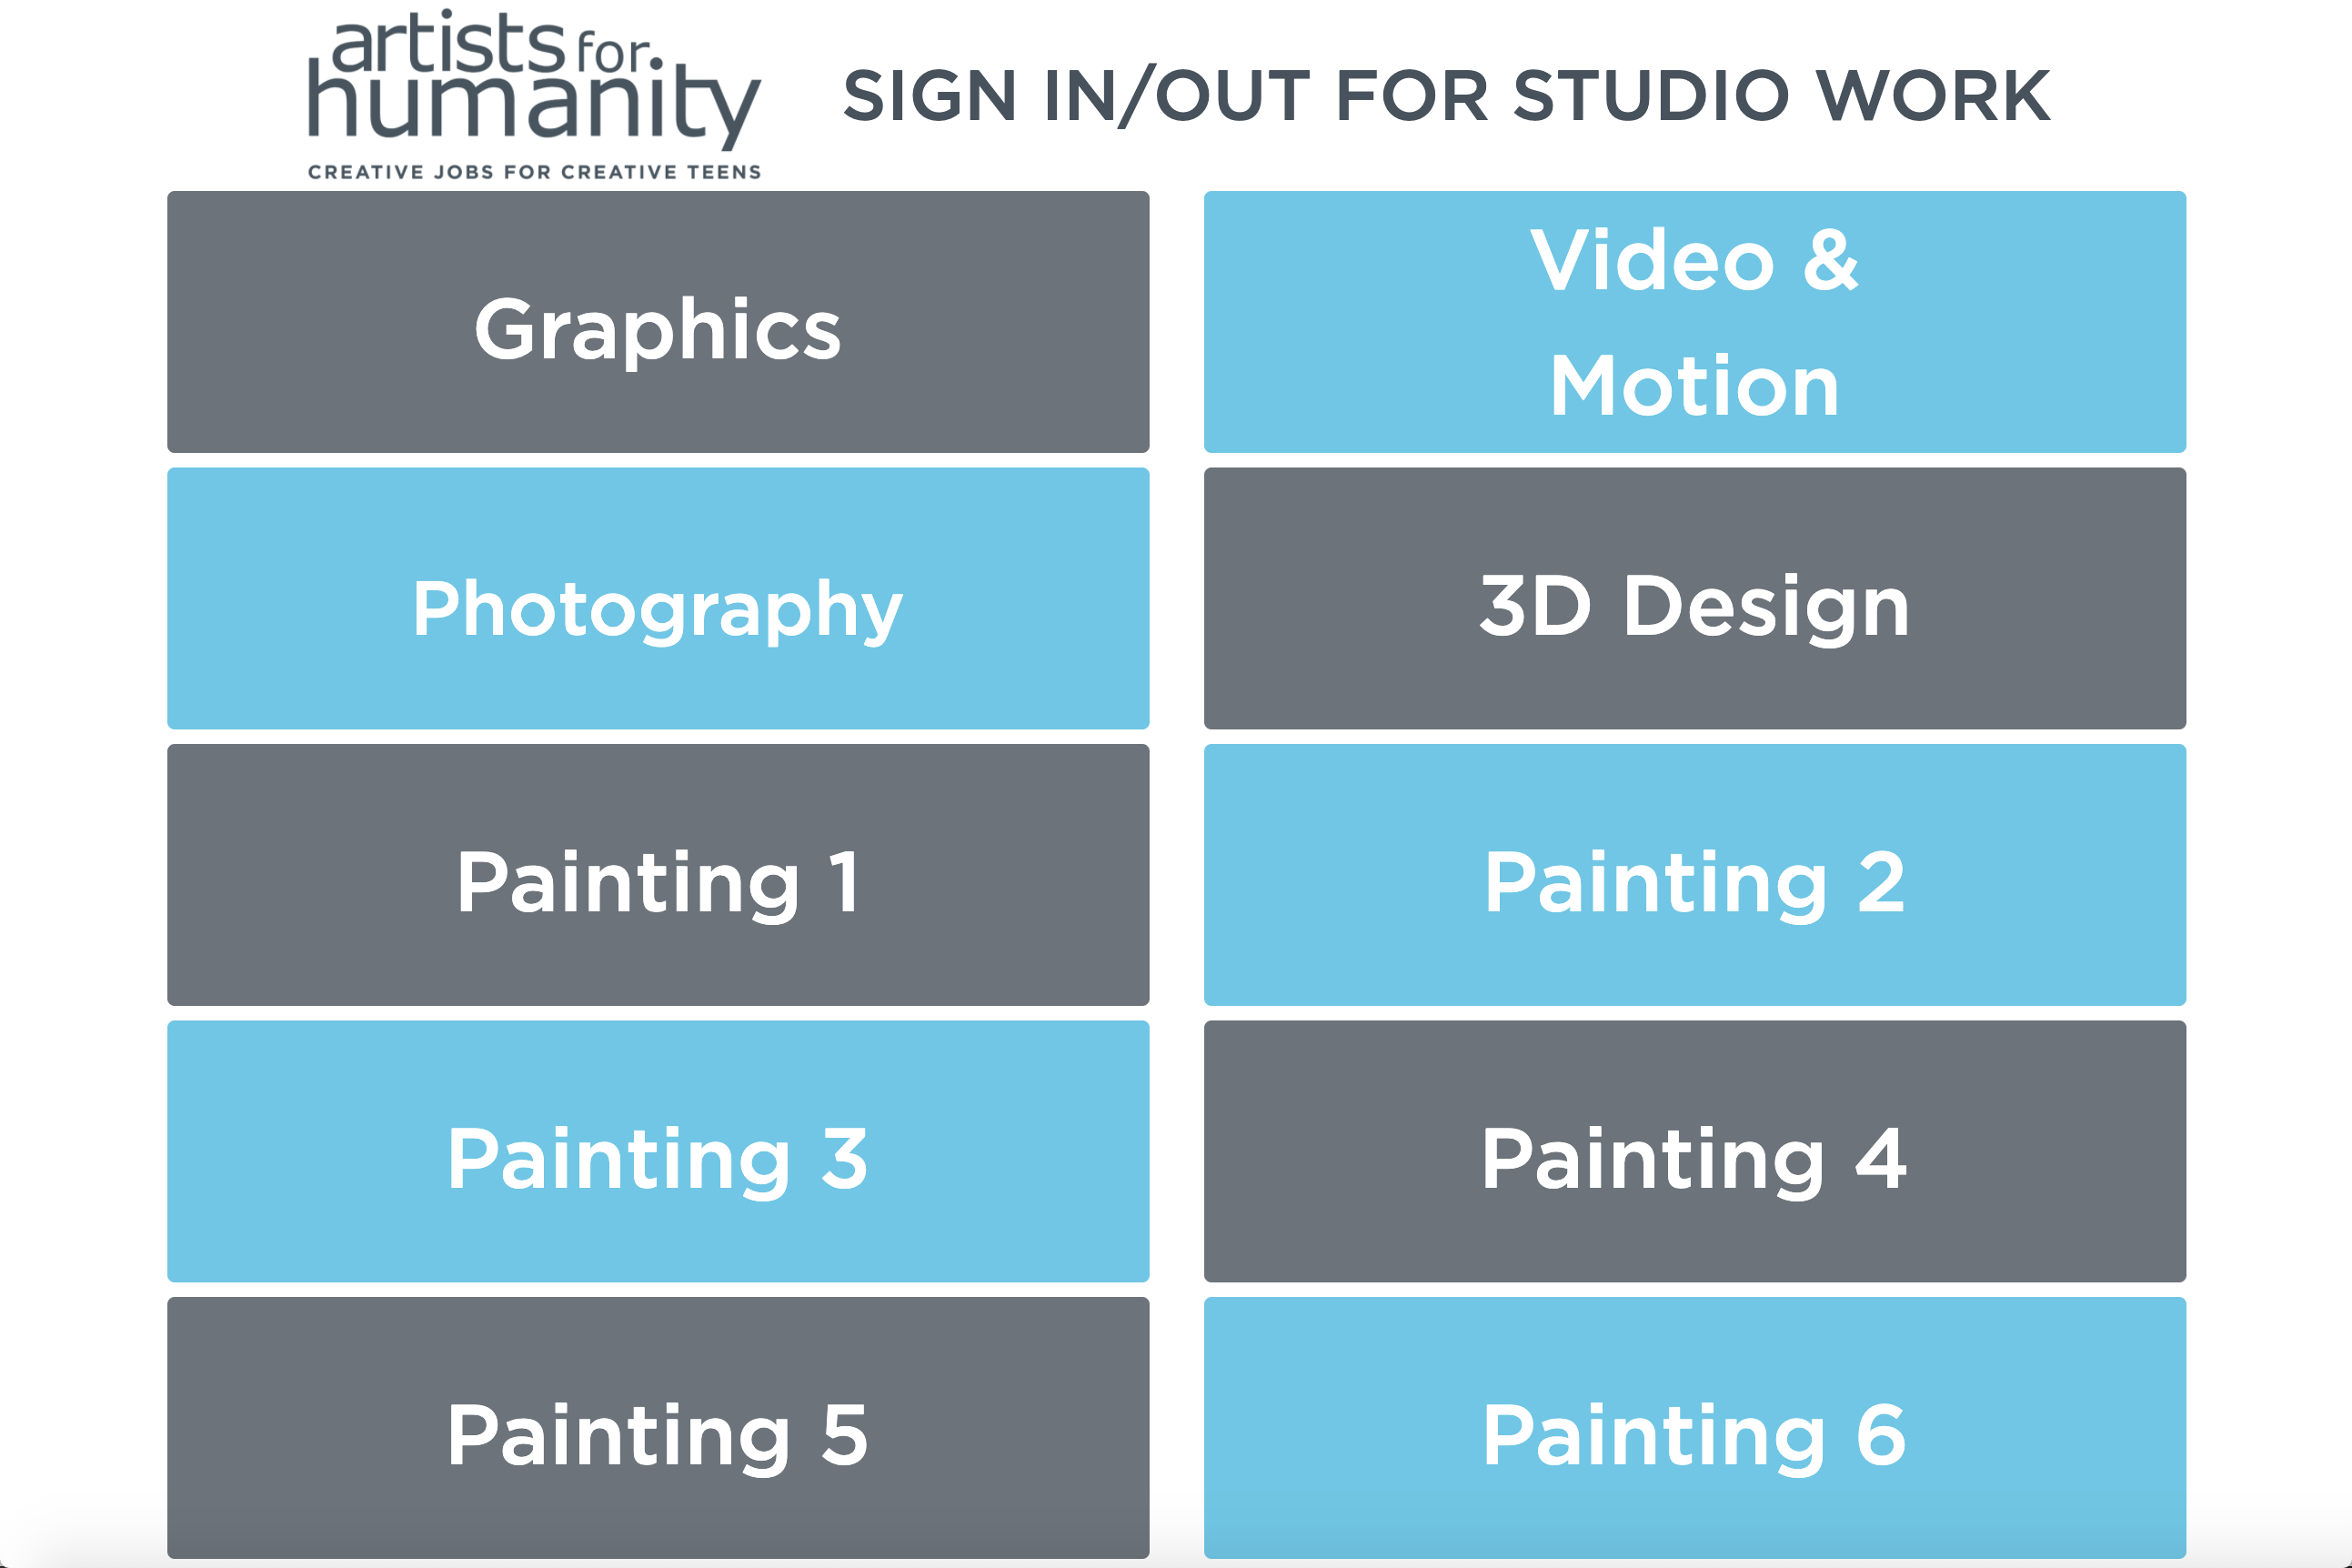 artists for
humanity
CREATIVE JOBS FOR CREATIVE TEENS
SIGN IN/OUT FOR STUDIO WORK
Graphics
Video &
Motion
Photography
3D Design
Painting 1
Painting 2
Painting 3
Painting 4
Painting 5
Painting 6